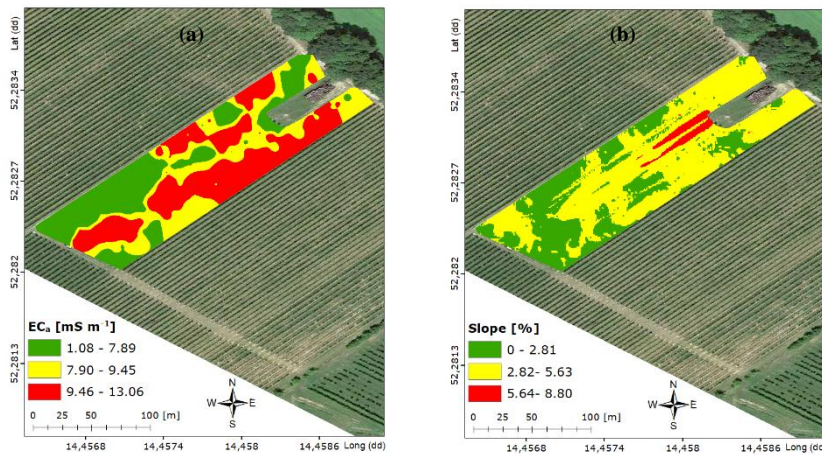 (a)
Lat (dd)
52,2834
52,2827
52,282
52,2813
ECa [mS m⁻¹]
1.08 - 7.89
7.90 - 9.45
9.46 - 13.06
0 25 50 100 [m]
N
W E
S
14,4568 14,4574 14,458 14,4586 Long (dd)
(b)
Lat (dd)
52,2834
52,2827
52,282
52,2813
Slope [%]
0 - 2.81
2.82- 5.63
5.64- 8.80
0 25 50 100 [m]
N
W E
S
14,4568 14,4574 14,458 14,4586 Long (dd)